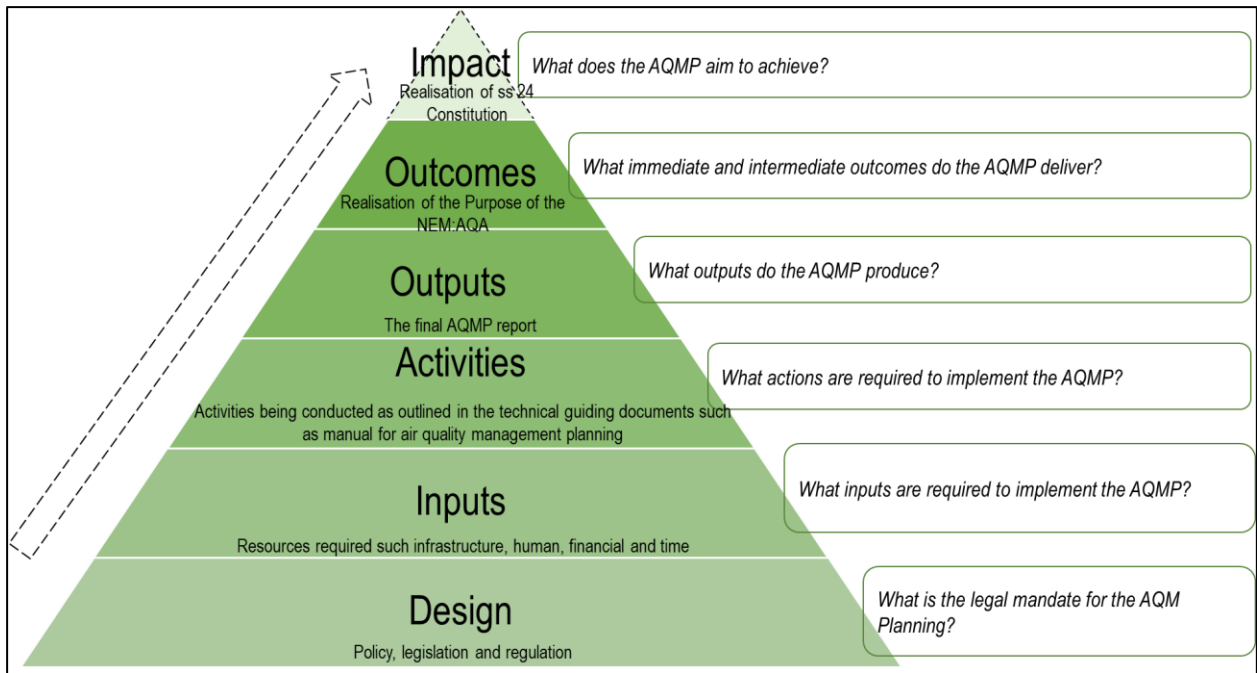 Impact
Realisation of ss 24
Constitution
What does the AQMP aim to achieve?
Outcomes
Realisation of the Purpose of the
NEM:AQA
What immediate and intermediate outcomes do the AQMP deliver?
Outputs
The final AQMP report
What outputs do the AQMP produce?
Activities
Activities being conducted as outlined in the technical guiding documents such
as manual for air quality management planning
What actions are required to implement the AQMP?
Inputs
Resources required such infrastructure, human, financial and time
What inputs are required to implement the AQMP?
Design
Policy, legislation and regulation
What is the legal mandate for the AQM
Planning?